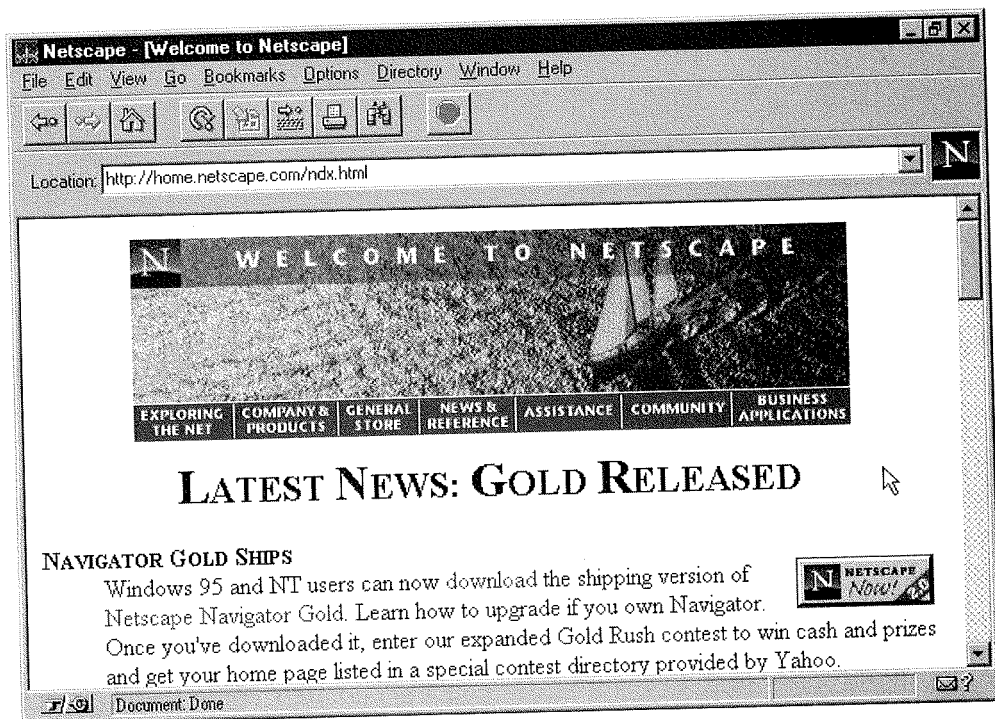 Netscape - [Welcome to Netscape]
File Edit View Go Bookmarks Options Directory Window Help
Location: http://home.netscape.com/ndx.html
N
N WELCOME TO NETSCAPE
EXPLORING THE NET
COMPANY & PRODUCTS
GENERAL STORE
NEWS & REFERENCE
ASSISTANCE
COMMUNITY
BUSINESS APPLICATIONS
LATEST NEWS: GOLD RELEASED
NAVIGATOR GOLD SHIPS
N NETSCAPE
Now!
Windows 95 and NT users can now download the shipping version of
Netscape Navigator Gold. Learn how to upgrade if you own Navigator.
Once you've downloaded it, enter our expanded Gold Rush contest to win cash and prizes
and get your home page listed in a special contest directory provided by Yahoo.
Document: Done